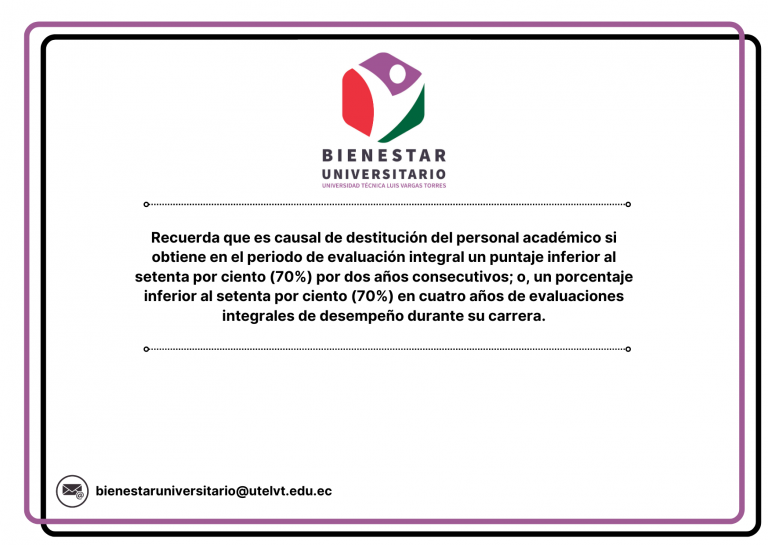 BIENESTAR
UNIVERSITARIO
UNIVERSIDAD TÉCNICA LUIS VARGAS TORRES
Recuerda que es causal de destitución del personal académico si
obtiene en el periodo de evaluación integral un puntaje inferior al
setenta por ciento (70%) por dos años consecutivos; o, un porcentaje
inferior al setenta por ciento (70%) en cuatro años de evaluaciones
integrales de desempeño durante su carrera.
@
bienestaruniversitario@utelvt.edu.ec